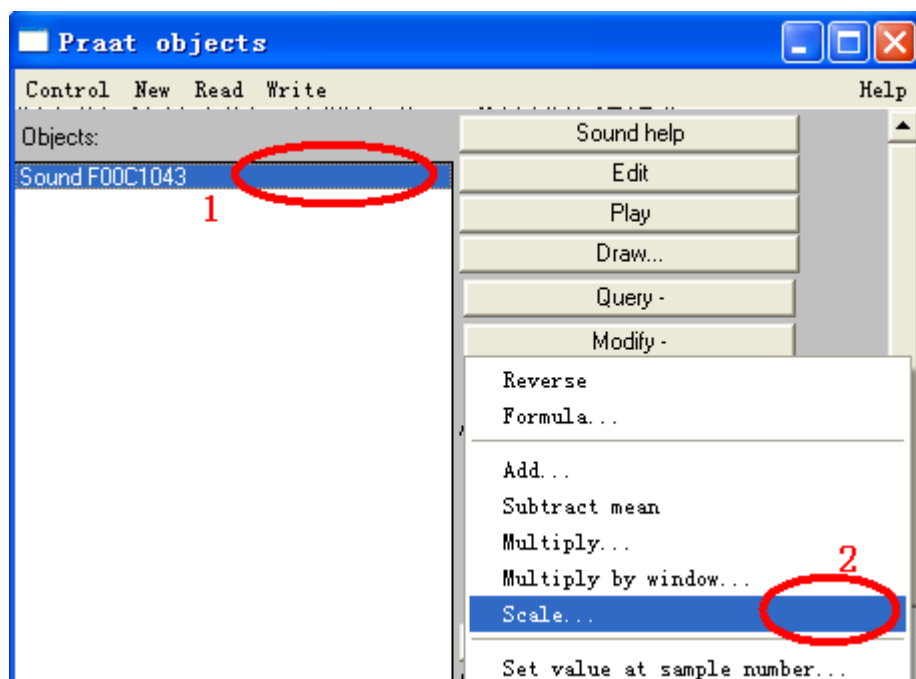 Praat objects
Control New Read Write Help
Objects:
Sound F00C1043
1
Sound help
Edit
Play
Draw...
Query -
Modify -
Reverse
Formula...
Add...
Subtract mean
Multiply...
Multiply by window...
2
Scale...
Set value at sample number...